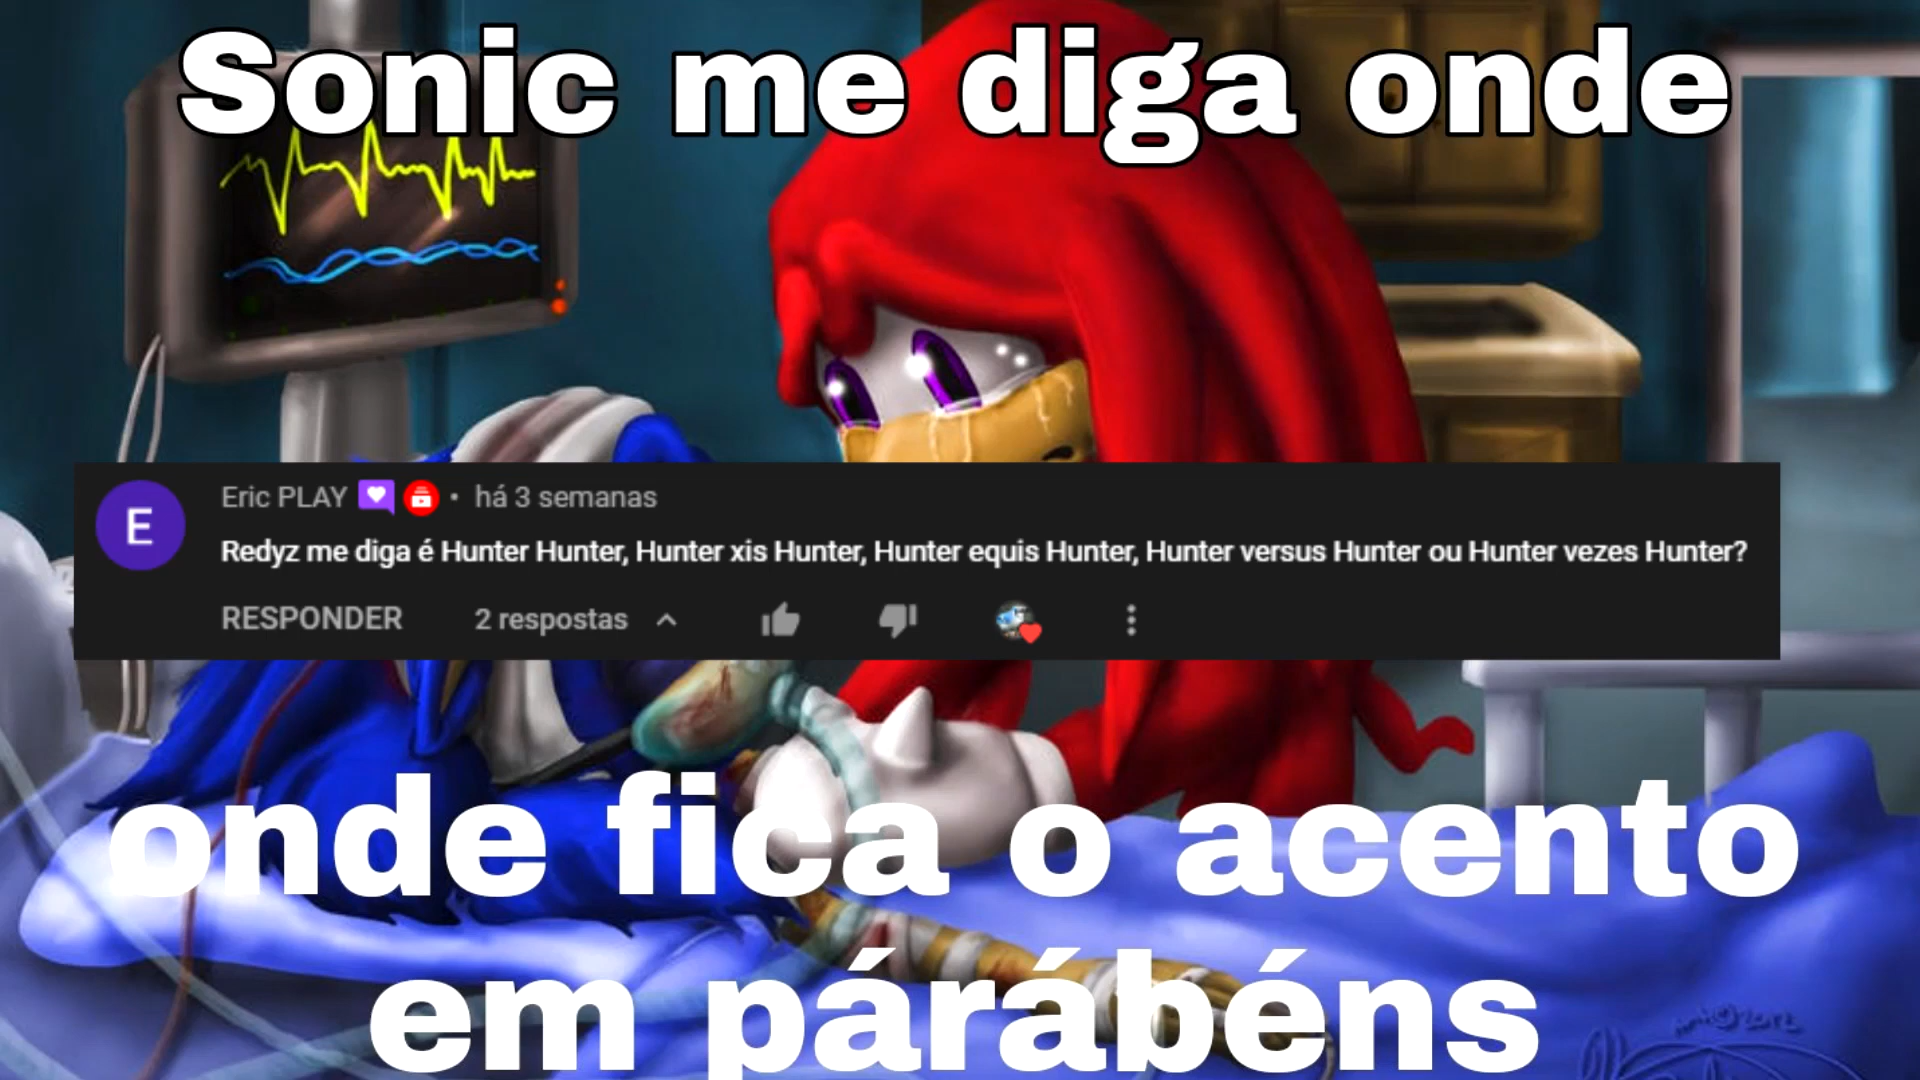 Sonic me diga onde
E
Eric PLAY • há 3 semanas
Redyz me diga é Hunter Hunter, Hunter xis Hunter, Hunter equis Hunter, Hunter versus Hunter ou Hunter vezes Hunter?
RESPONDER 2 respostas
onde fica o acento
em párábéns